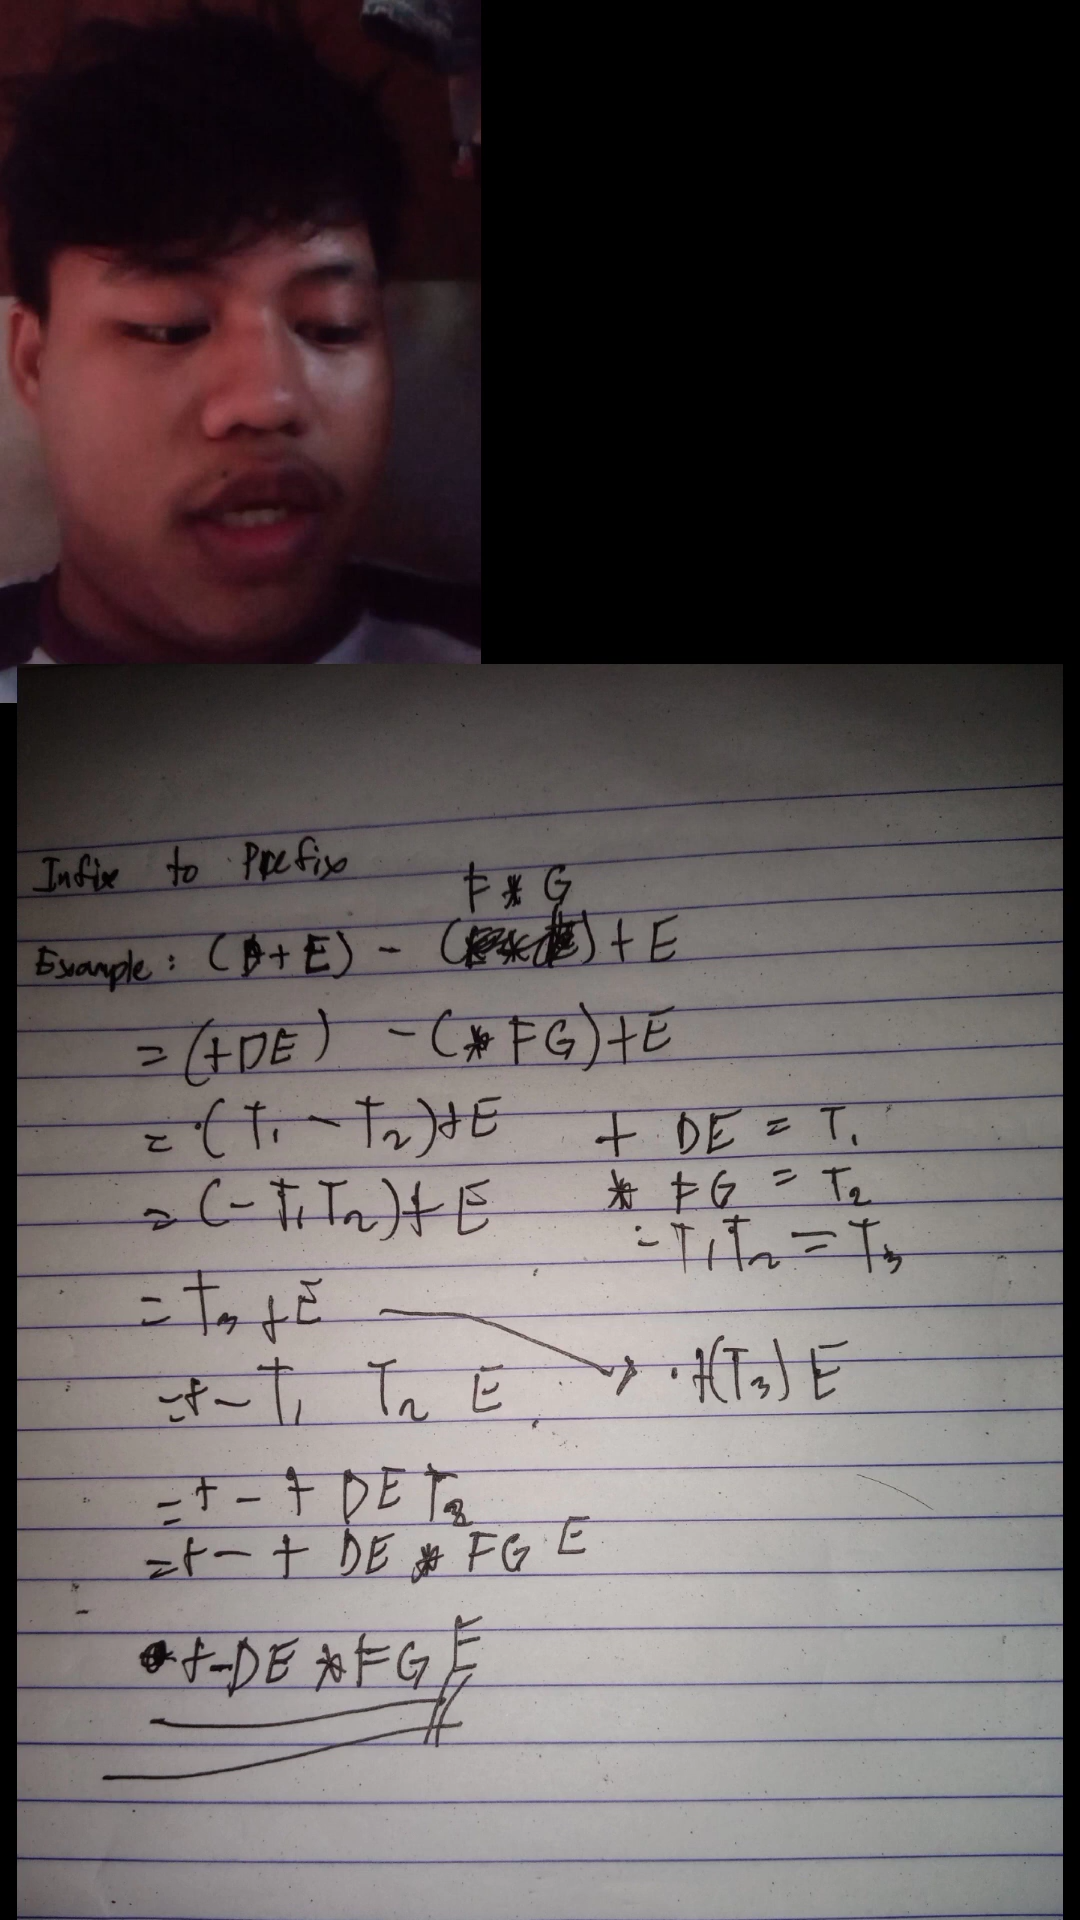 Infix to Prefix
F * G
Example : (D + E) - ( ) + E
= (+DE) - (* FG) + E
= (T₁ - T₂) + E
+ DE = T₁
= (- T₁ T₂) + E
* FG = T₂
- T₁ T₂ = T₃
= T₃ + E
= + - T₁ T₂ E
+(T₃) E
= + - + DE T₂
= + - + DE * FG E
+ - DE * FG E